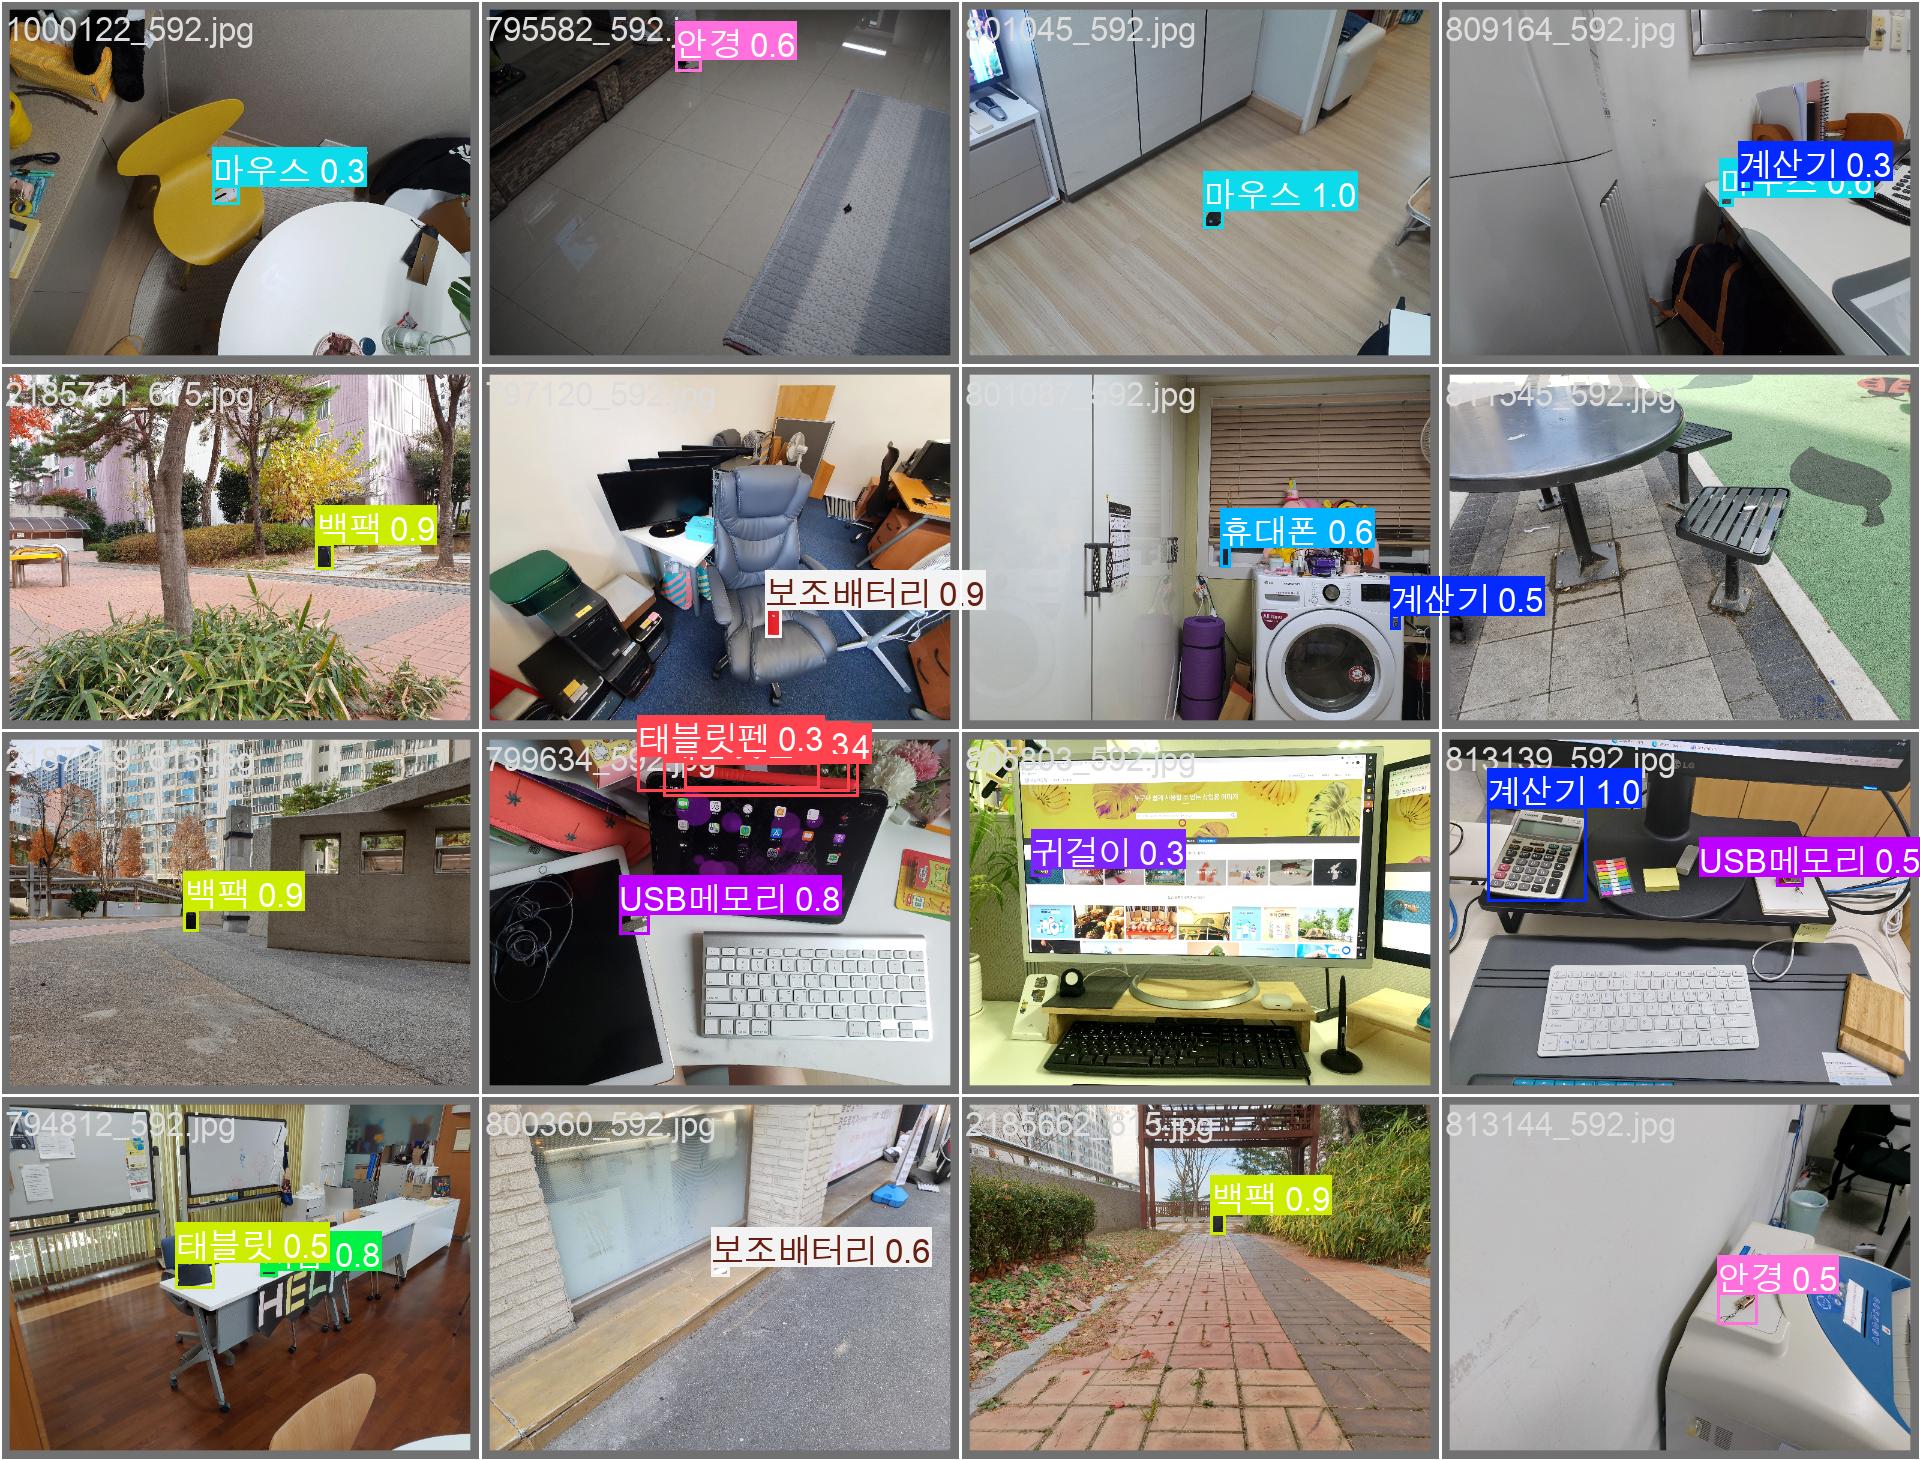 1000122_592.jpg
마우스 0.3
795582_592.
안경 0.6
801045_592.jpg
마우스 1.0
809164_592.jpg
계산기 0.3
마우스 0.6
2185761_615.jpg
백팩 0.9
797120_592.jpg
보조배터리 0.9
801087_592.jpg
휴대폰 0.6
계산기 0.5
811545_592.jpg
백팩 0.9
799634_592.jpg
태블릿펜 0.3
34
USB메모리 0.8
805803_592.jpg
귀걸이 0.3
813139_592.jpg
LG
계산기 1.0
USB메모리 0.5
794812_592.jpg
태블릿 0.5
0.8
HEL
800360_592.jpg
보조배터리 0.6
2185662_615.jpg
백팩 0.9
813144_592.jpg
안경 0.5